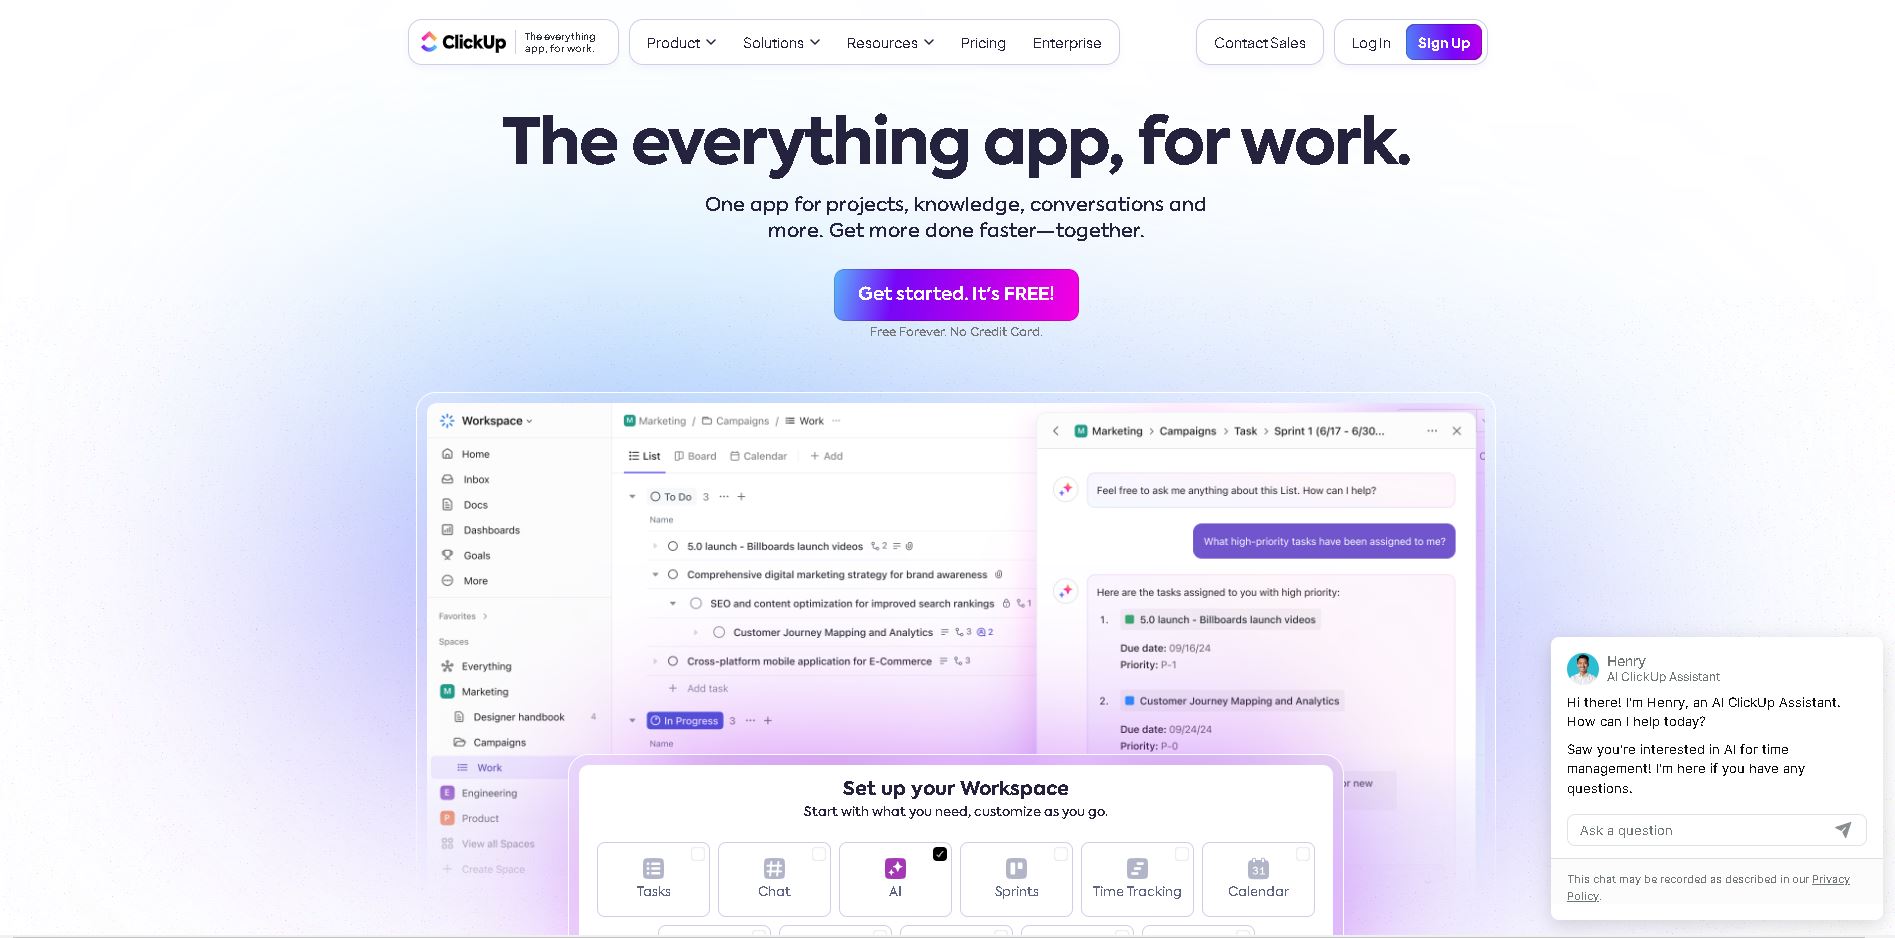 ClickUp
The everything
app, for work.
Product
Solutions
Resources
Pricing
Enterprise
Contact Sales
Log In
Sign Up
The everything app, for work.
One app for projects, knowledge, conversations and
more. Get more done faster—together.
Get started. It's FREE!
Free Forever. No Credit Card.
Workspace
Home
Inbox
Docs
Dashboards
Goals
More
Favorites
Spaces
Everything
M Marketing
Designer handbook 4
Campaigns
Work
E Engineering
P Product
View all Spaces
+ Create Space
M Marketing / Campaigns / Work ...
List
Board
Calendar
+ Add
To Do 3 ... +
Name
5.0 launch - Billboards launch videos 2
Comprehensive digital marketing strategy for brand awareness
SEO and content optimization for improved search rankings 1
Customer Journey Mapping and Analytics 3 2
Cross-platform mobile application for E-Commerce 3
+ Add task
In Progress 3 ... +
Name
M Marketing > Campaigns > Task > Sprint 1 (6/17 - 6/30...
Feel free to ask me anything about this List. How can I help?
What high-priority tasks have been assigned to me?
Here are the tasks assigned to you with high priority:
1. 5.0 launch - Billboards launch videos
Due date: 09/16/24
Priority: P-1
2. Customer Journey Mapping and Analytics
Due date: 09/24/24
Priority: P-0
or new
Set up your Workspace
Start with what you need, customize as you go.
Tasks
Chat
AI
Sprints
Time Tracking
31
Calendar
Henry
AI ClickUp Assistant
Hi there! I'm Henry, an AI ClickUp Assistant.
How can I help today?
Saw you're interested in AI for time
management! I'm here if you have any
questions.
Ask a question
This chat may be recorded as described in our Privacy
Policy.